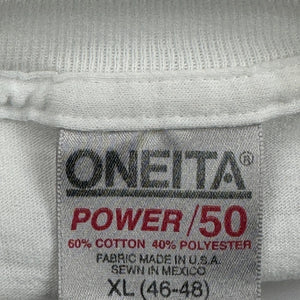 ONEITA®
POWER/50
60% COTTON 40% POLYESTER
FABRIC MADE IN U.S.A.
SEWN IN MEXICO
XL (46-48)